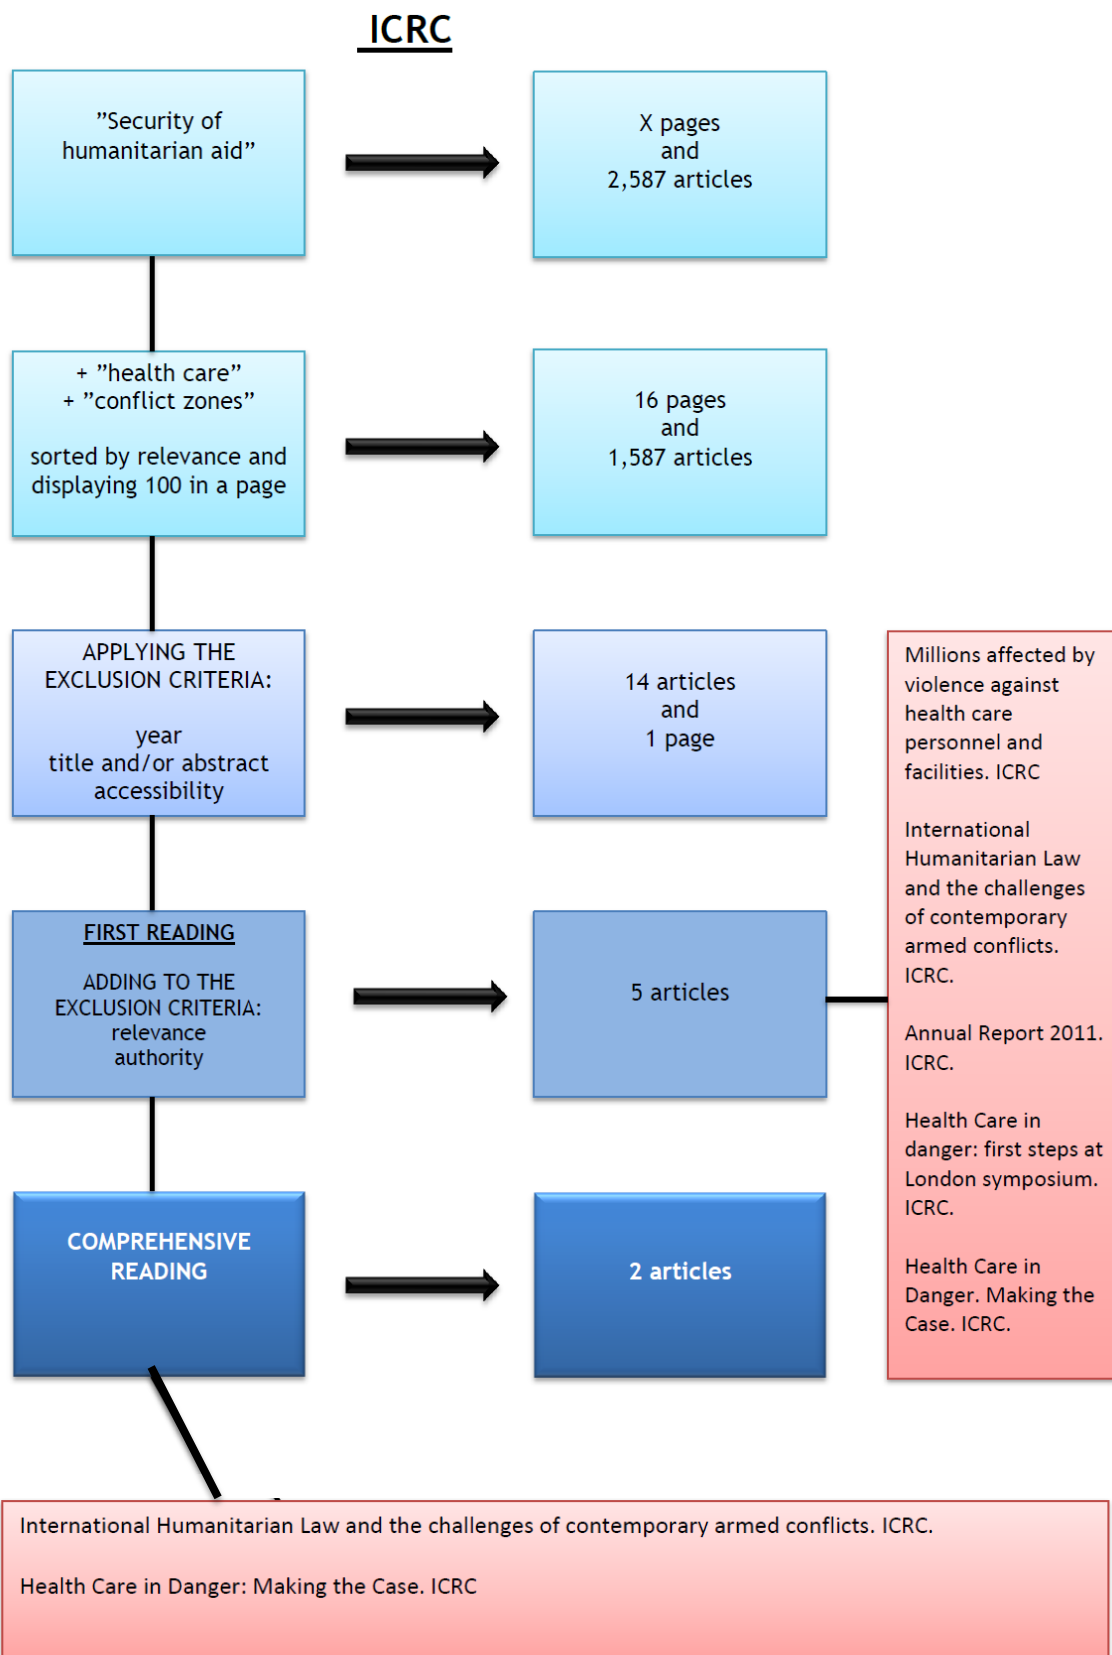 ICRC
”Security of
humanitarian aid”
X pages
and
2,587 articles
+ ”health care”
+ ”conflict zones”
sorted by relevance and
displaying 100 in a page
16 pages
and
1,587 articles
APPLYING THE
EXCLUSION CRITERIA:
year
title and/or abstract
accessibility
14 articles
and
1 page
FIRST READING
ADDING TO THE
EXCLUSION CRITERIA:
relevance
authority
5 articles
Millions affected by
violence against
health care
personnel and
facilities. ICRC
International
Humanitarian Law
and the challenges
of contemporary
armed conflicts.
ICRC.
Annual Report 2011.
ICRC.
Health Care in
danger: first steps at
London symposium.
ICRC.
Health Care in
Danger. Making the
Case. ICRC.
COMPREHENSIVE
READING
2 articles
International Humanitarian Law and the challenges of contemporary armed conflicts. ICRC.
Health Care in Danger: Making the Case. ICRC